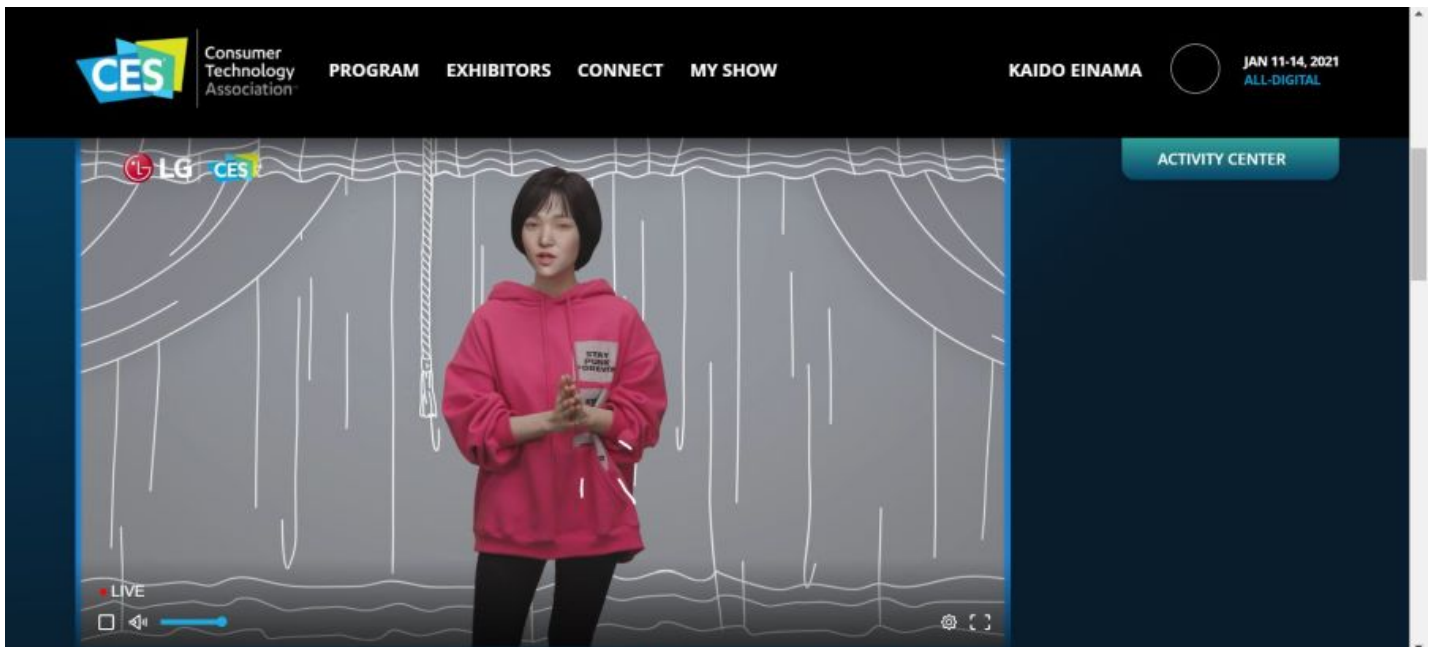 CES
Consumer
Technology
Association
PROGRAM
EXHIBITORS
CONNECT
MY SHOW
KAIDO EINAMA
JAN 11-14, 2021
ALL-DIGITAL
LG
CES
ACTIVITY CENTER
STAY
PUNK
FOREVER
LIVE